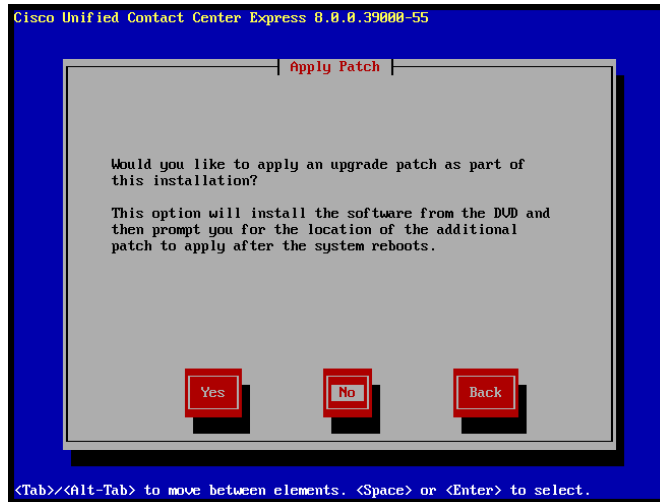 Cisco Unified Contact Center Express 8.0.0.39000-55
Apply Patch
Would you like to apply an upgrade patch as part of
this installation?
This option will install the software from the DVD and
then prompt you for the location of the additional
patch to apply after the system reboots.
Yes No Back
<Tab>/<Alt-Tab> to move between elements. <Space> or <Enter> to select.